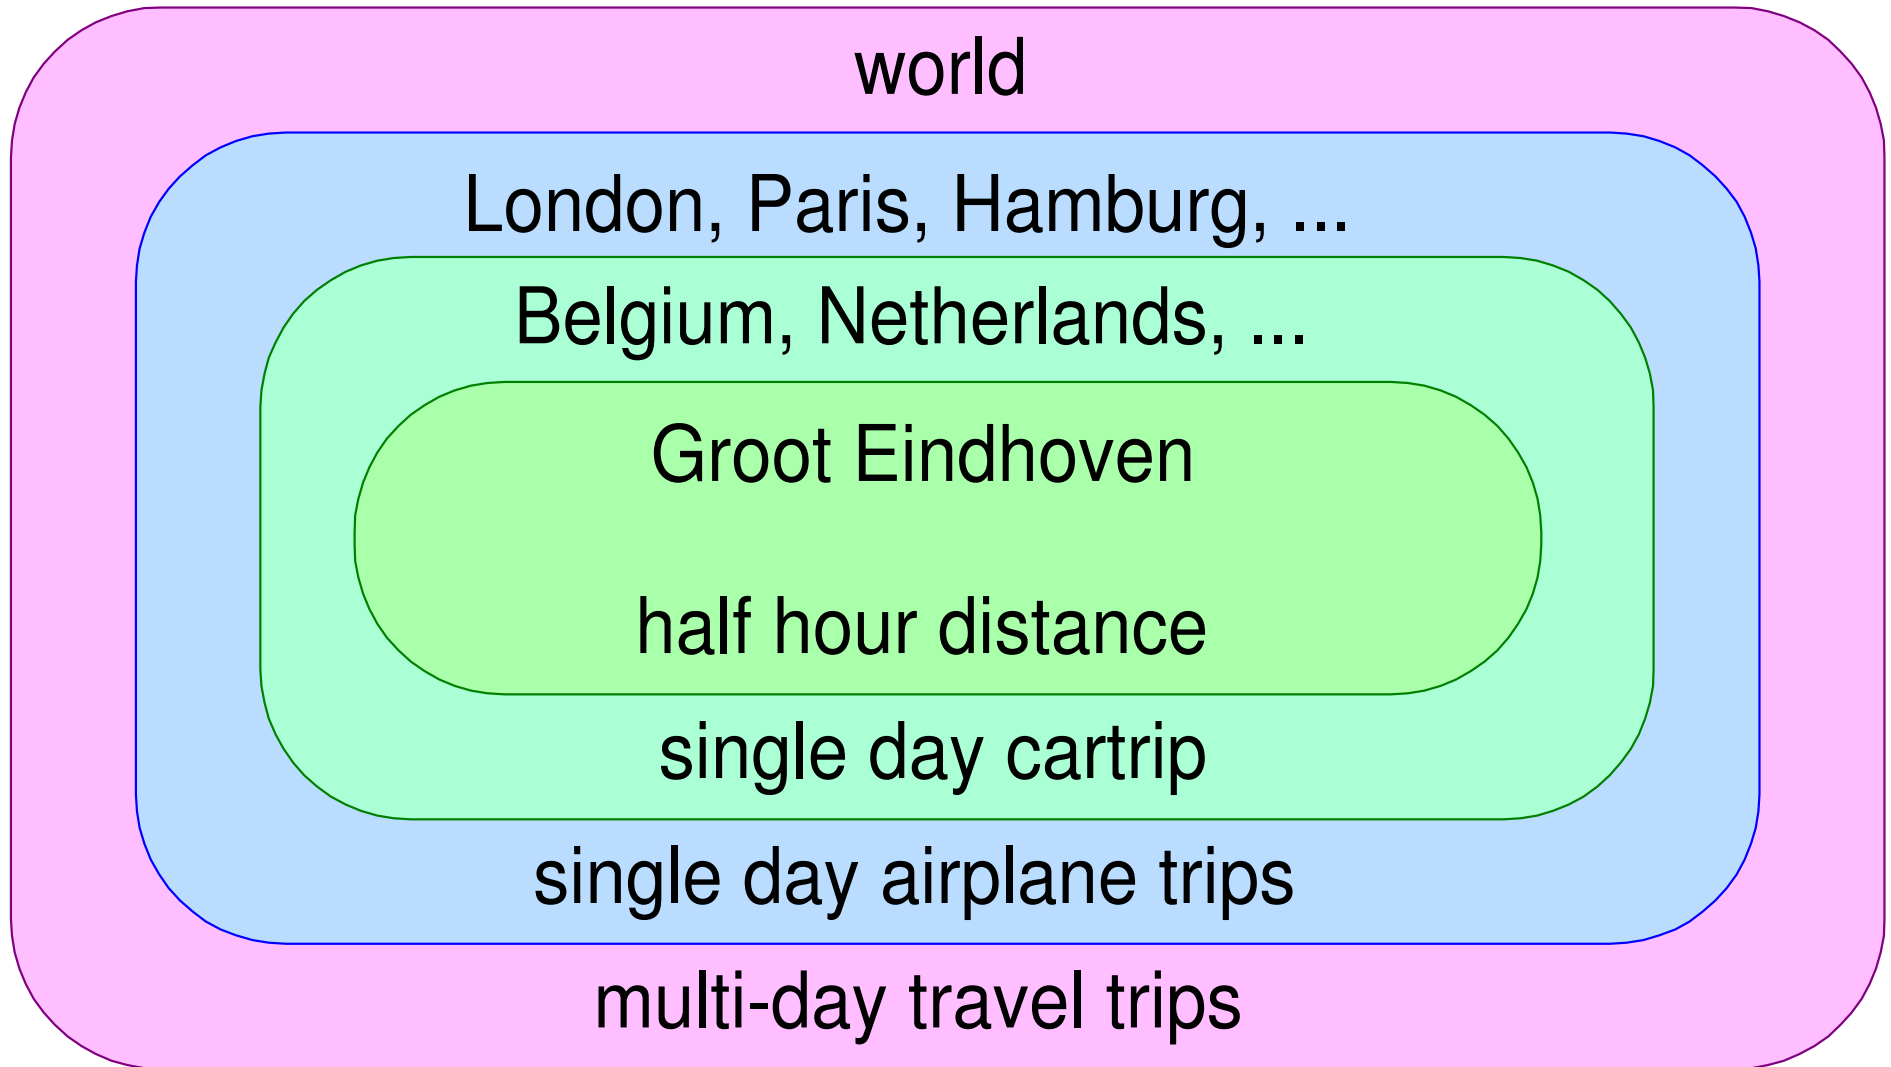 world
London, Paris, Hamburg, ...
Belgium, Netherlands, ...
Groot Eindhoven
half hour distance
single day cartrip
single day airplane trips
multi-day travel trips